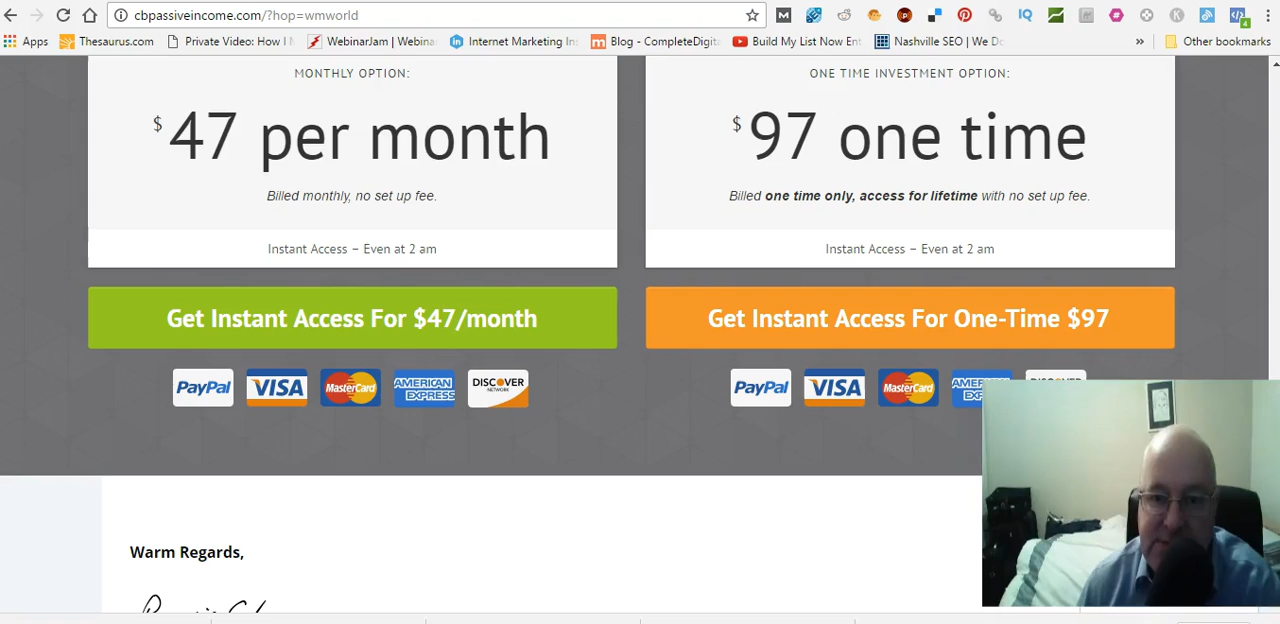 cbpassiveincome.com/?hop=wmworld
Apps Thesaurus.com Private Video: How I WebinarJam | Webina Internet Marketing In Blog - CompleteDigit Build My List Now En Nashville SEO | We D » Other bookmarks
MONTHLY OPTION:
$47 per month
Billed monthly, no set up fee.
Instant Access – Even at 2 am
Get Instant Access For $47/month
PayPal VISA MasterCard AMERICAN EXPRESS DISCOVER NETWORK
ONE TIME INVESTMENT OPTION:
$97 one time
Billed one time only, access for lifetime with no set up fee.
Instant Access – Even at 2 am
Get Instant Access For One-Time $97
PayPal VISA MasterCard
Warm Regards,